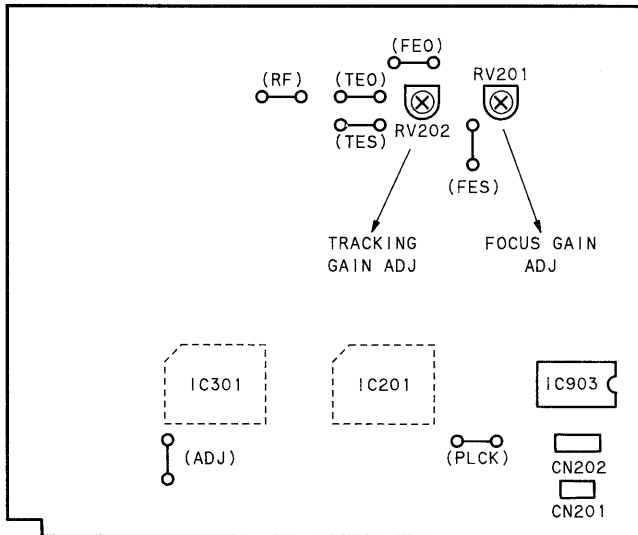 (FEO)
(RF)
(TEO)
RV201
RV202
(TES)
(FES)
TRACKING
GAIN ADJ
FOCUS GAIN
ADJ
IC301
IC201
IC903
(ADJ)
(PLCK)
CN202
CN201